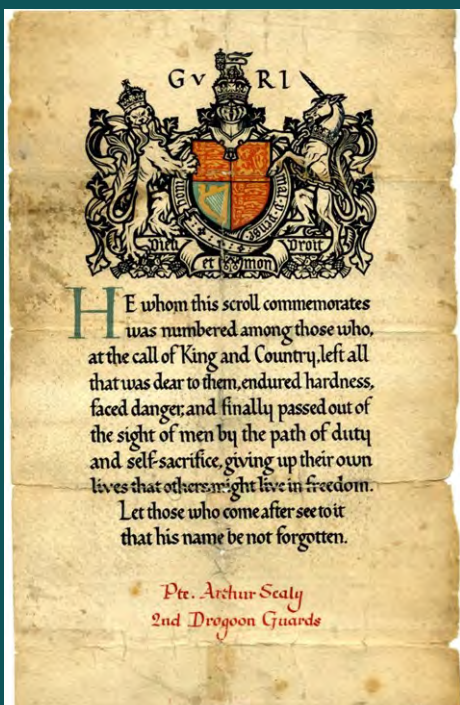 Gv RI
Dieu et mon Droit
HE whom this scroll commemorates
was numbered among those who,
at the call of King and Country, left all
that was dear to them, endured hardness,
faced danger, and finally passed out of
the sight of men by the path of duty
and self-sacrifice, giving up their own
lives that others might live in freedom.
Let those who come after see to it
that his name be not forgotten.
Pte. Arthur Sealy
2nd Drogoon Guards